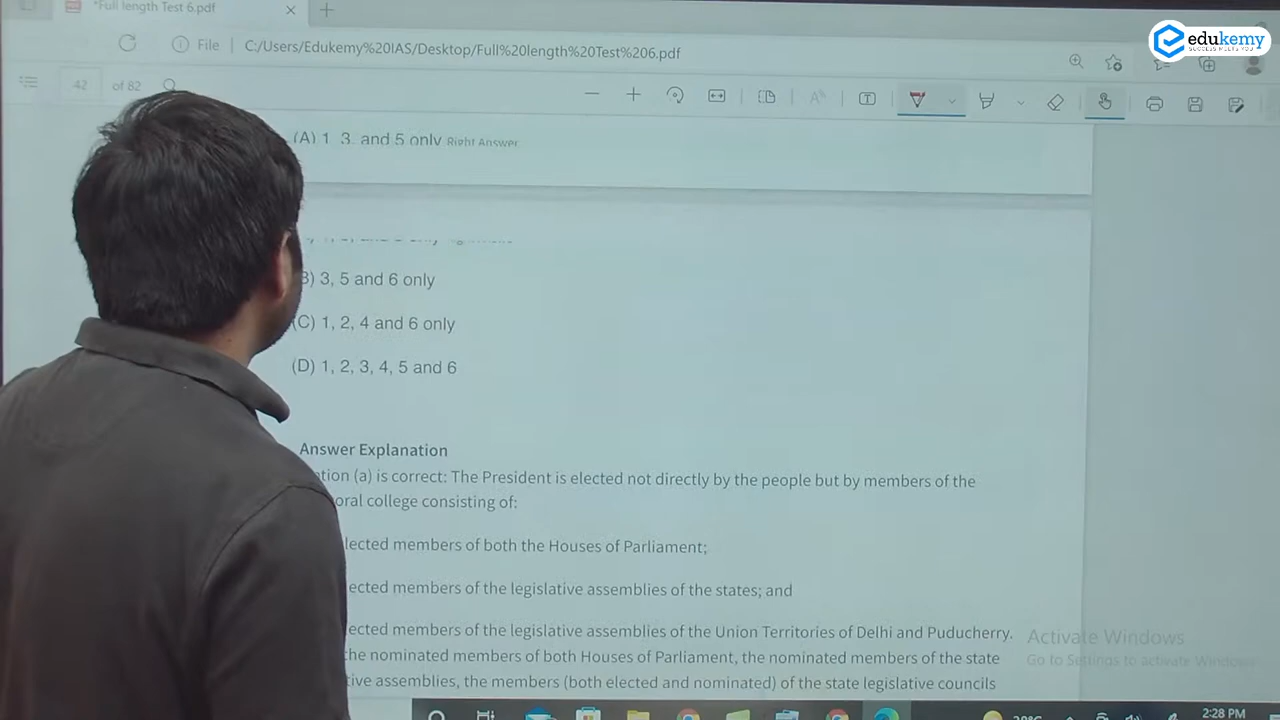 *Full length Test 6.pdf
edukemy
SUCCESS MEETS YOU
File
C:/Users/Edukemy%20IAS/Desktop/Full%20length%20Test%206.pdf
42 of 82
(A) 1, 3, and 5 only Right Answer
B) 3, 5 and 6 only
(C) 1, 2, 4 and 6 only
(D) 1, 2, 3, 4, 5 and 6
Answer Explanation
tion (a) is correct: The President is elected not directly by the people but by members of the
oral college consisting of:
lected members of both the Houses of Parliament;
ected members of the legislative assemblies of the states; and
ected members of the legislative assemblies of the Union Territories of Delhi and Puducherry.
the nominated members of both Houses of Parliament, the nominated members of the state
tive assemblies, the members (both elected and nominated) of the state legislative councils
Activate Windows
Go to Settings to activate Windows.
2:28 PM